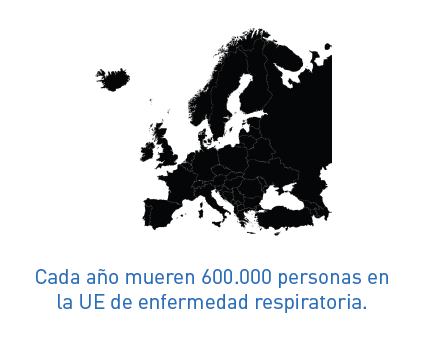 Cada año mueren 600.000 personas en
la UE de enfermedad respiratoria.